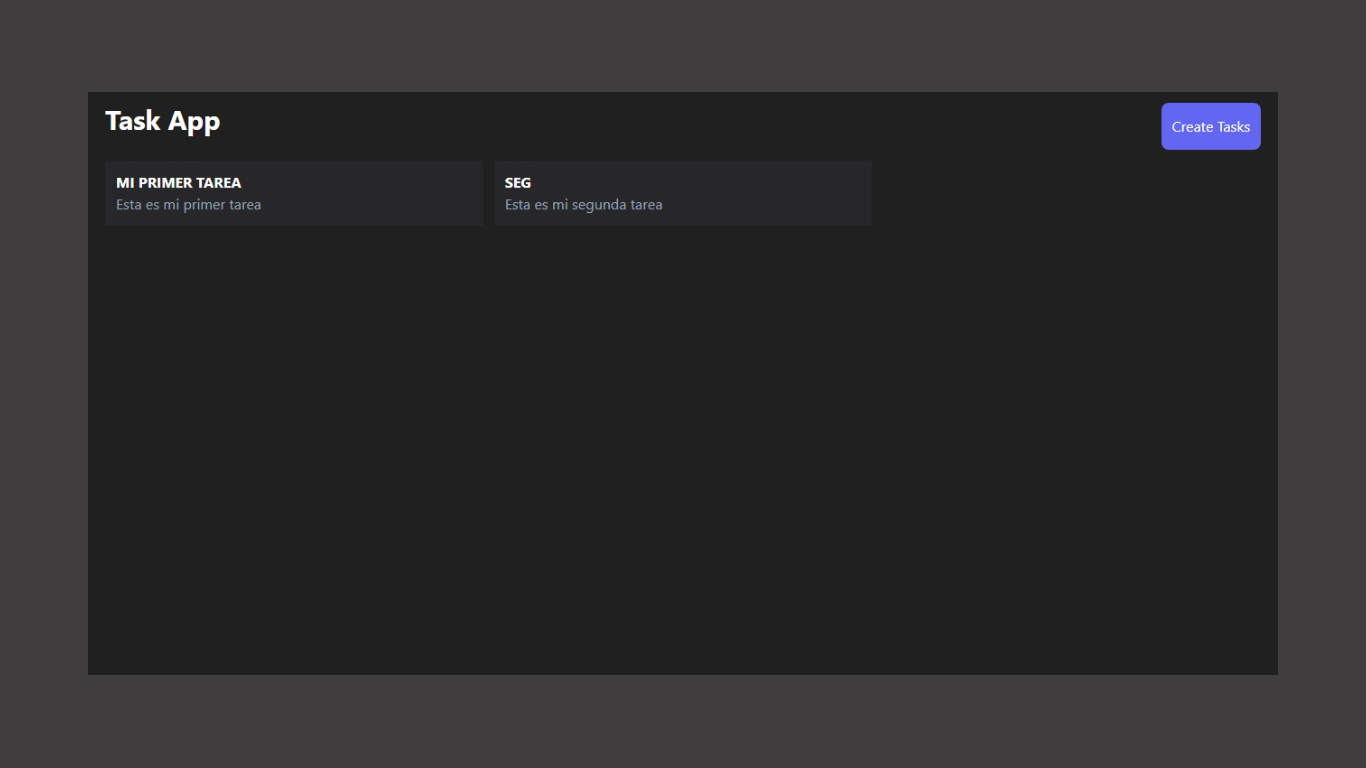 Task App
Create Tasks
MI PRIMER TAREA
Esta es mi primer tarea
SEG
Esta es mi segunda tarea